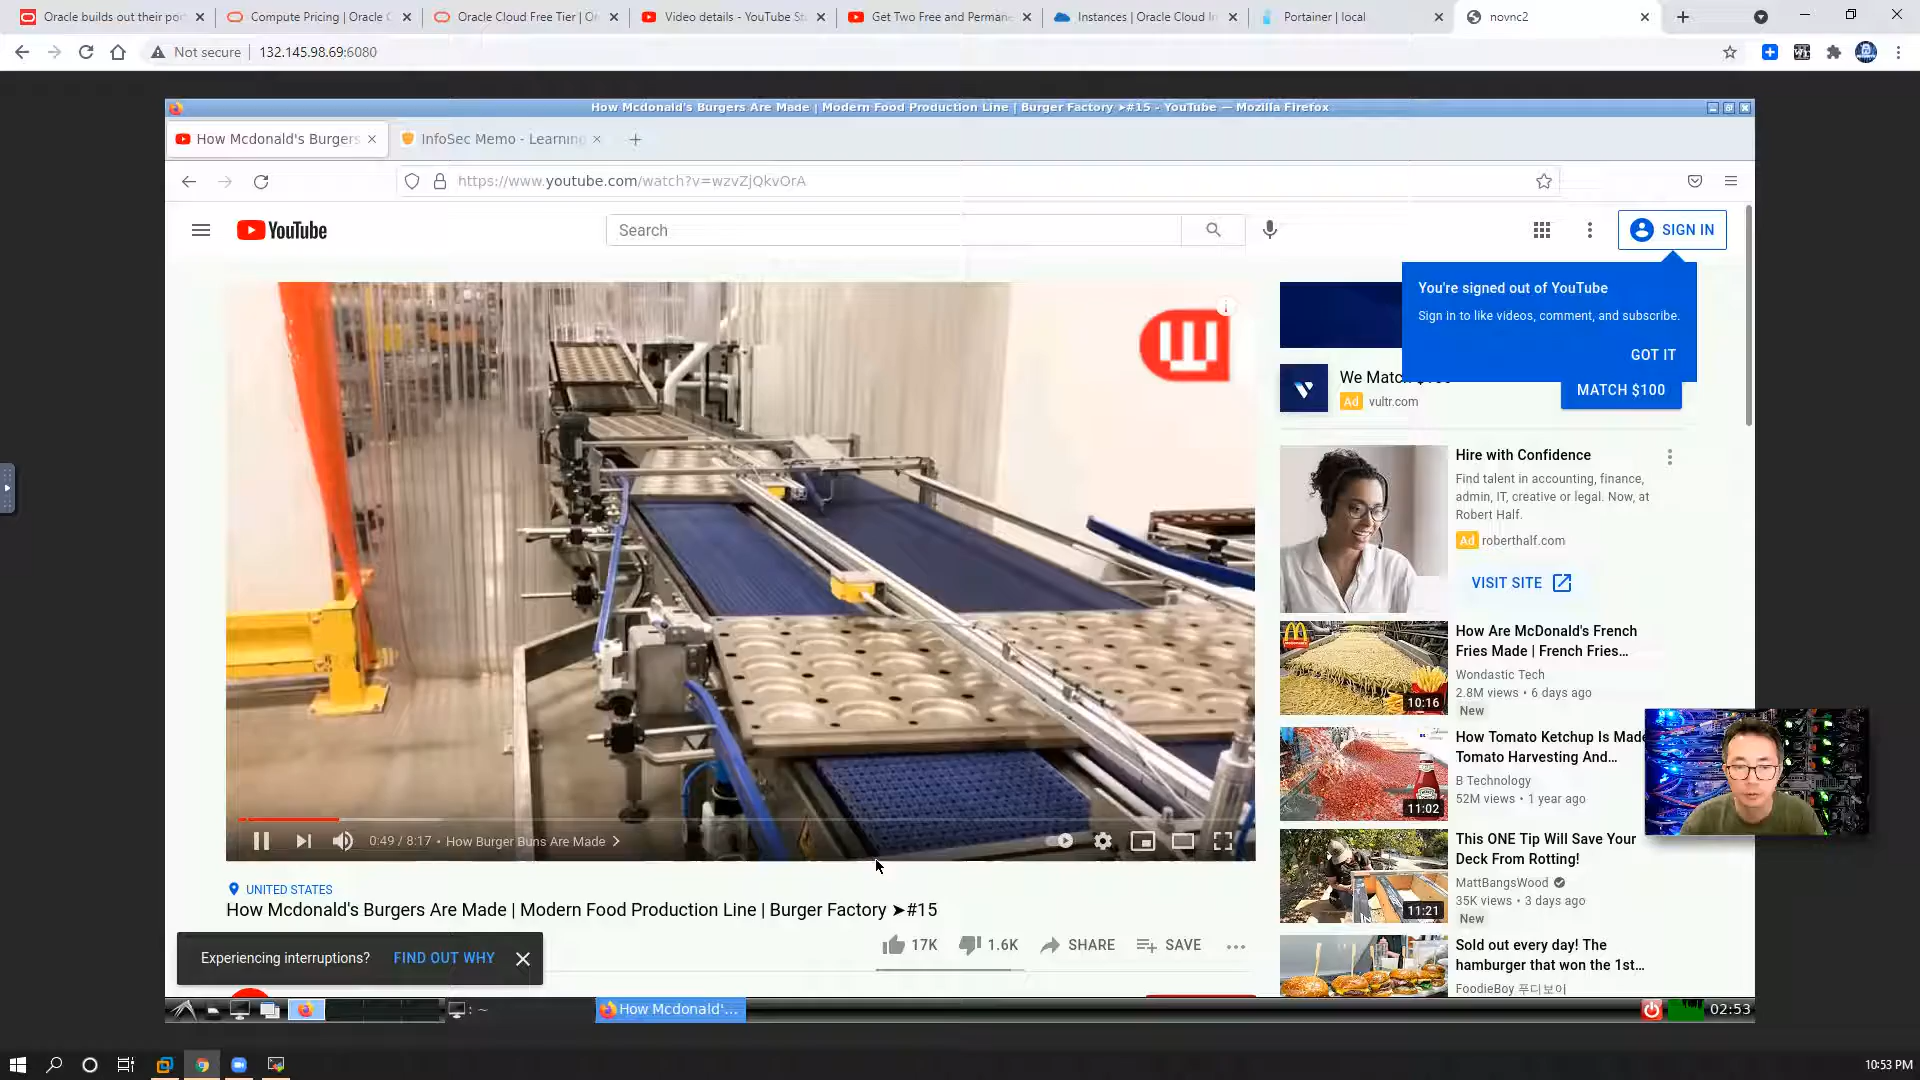 Oracle builds out their por
Compute Pricing | Oracle C
Oracle Cloud Free Tier | Or
Video details - YouTube St
Get Two Free and Permane
Instances | Oracle Cloud In
Portainer | local
novnc2
Not secure
132.145.98.69:6080
How Mcdonald's Burgers Are Made | Modern Food Production Line | Burger Factory ➤#15 - YouTube — Mozilla Firefox
How Mcdonald's Burgers
InfoSec Memo - Learning
https://www.youtube.com/watch?v=wzvZjQkvOrA
YouTube
Search
SIGN IN
You're signed out of YouTube
Sign in to like videos, comment, and subscribe.
GOT IT
We Match
Ad vultr.com
MATCH $100
Hire with Confidence
Find talent in accounting, finance,
admin, IT, creative or legal. Now, at
Robert Half.
Ad roberthalf.com
VISIT SITE
How Are McDonald's French
Fries Made | French Fries...
Wondastic Tech
2.8M views • 6 days ago
New
10:16
How Tomato Ketchup Is Made
Tomato Harvesting And...
B Technology
52M views • 1 year ago
11:02
This ONE Tip Will Save Your
Deck From Rotting!
MattBangsWood
35K views • 3 days ago
New
11:21
Sold out every day! The
hamburger that won the 1st...
FoodieBoy 푸디보이
0:49 / 8:17 • How Burger Buns Are Made
UNITED STATES
How Mcdonald's Burgers Are Made | Modern Food Production Line | Burger Factory ➤#15
17K
1.6K
SHARE
SAVE
Experiencing interruptions?
FIND OUT WHY
: ~
How Mcdonald'...
02:53
10:53 PM